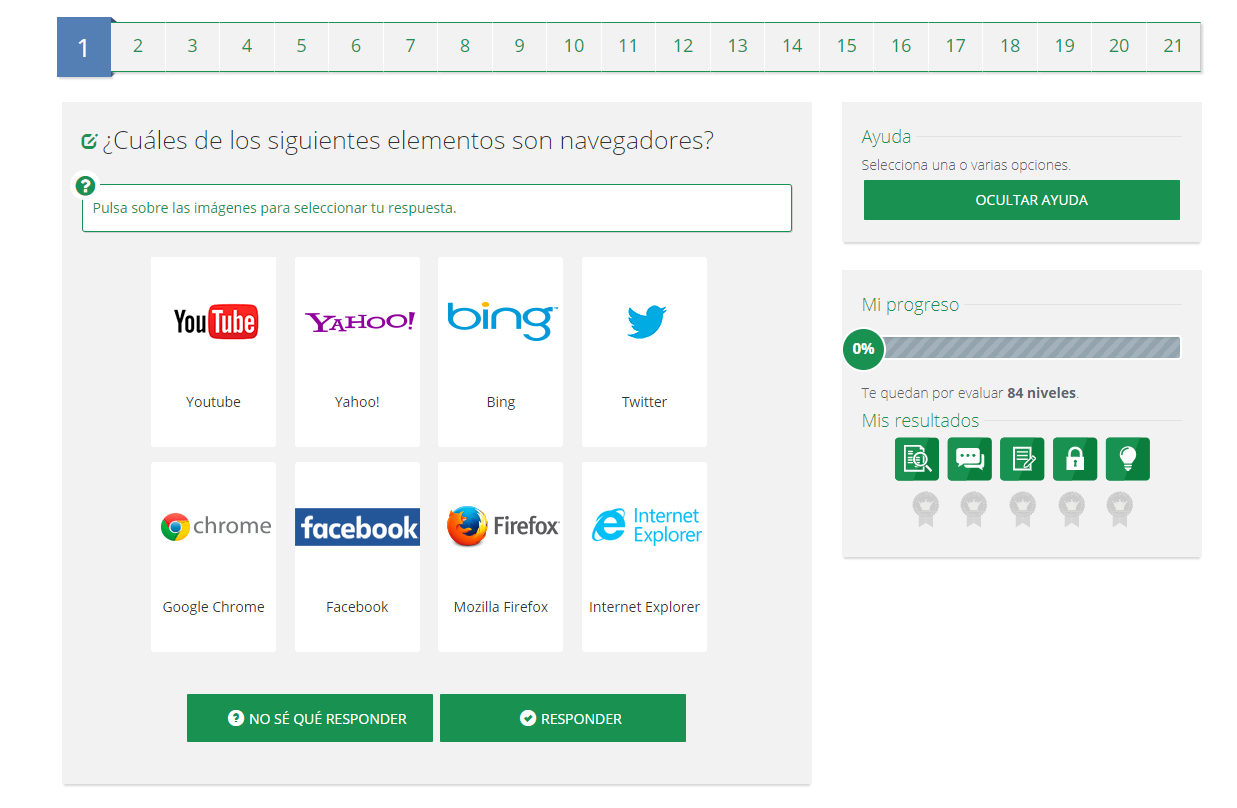 1 2 3 4 5 6 7 8 9 10 11 12 13 14 15 16 17 18 19 20 21
¿Cuáles de los siguientes elementos son navegadores?
?
Pulsa sobre las imágenes para seleccionar tu respuesta.
YouTube YAHOO! bing™
Youtube Yahoo! Bing Twitter
chrome facebook Firefox Internet Explorer
Google Chrome Facebook Mozilla Firefox Internet Explorer
? NO SÉ QUÉ RESPONDER RESPONDER
Ayuda
Selecciona una o varias opciones.
OCULTAR AYUDA
Mi progreso
0%
Te quedan por evaluar 84 niveles.
Mis resultados